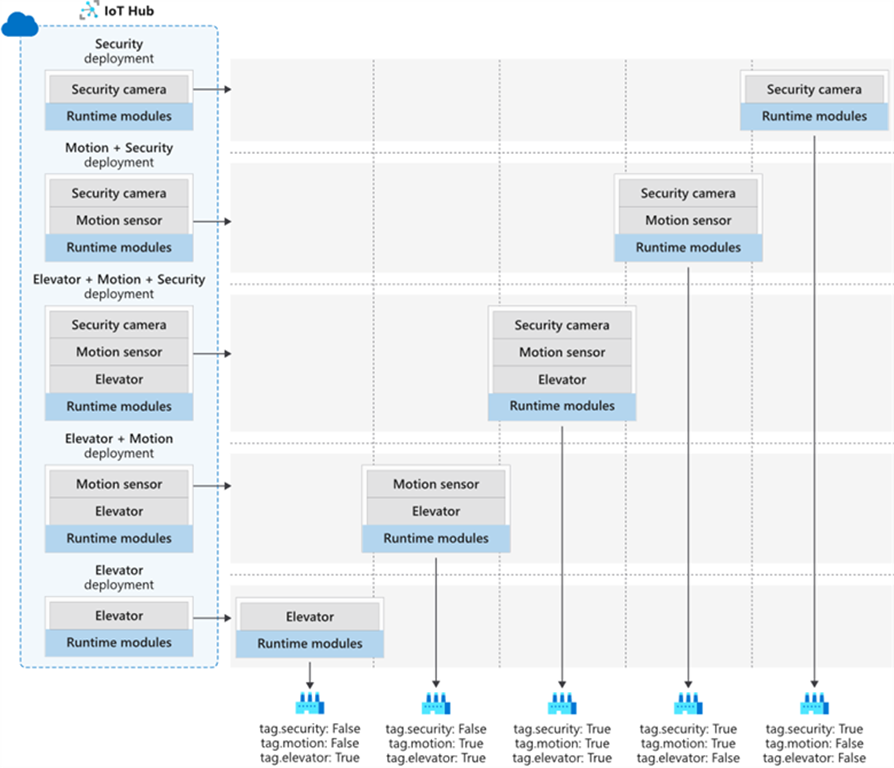 IoT Hub
Security
deployment
Security camera
Runtime modules
Security camera
Runtime modules
Motion + Security
deployment
Security camera
Motion sensor
Runtime modules
Security camera
Motion sensor
Runtime modules
Elevator + Motion + Security
deployment
Security camera
Motion sensor
Elevator
Runtime modules
Security camera
Motion sensor
Elevator
Runtime modules
Elevator + Motion
deployment
Motion sensor
Elevator
Runtime modules
Motion sensor
Elevator
Runtime modules
Elevator
deployment
Elevator
Runtime modules
Elevator
Runtime modules
tag.security: False
tag.motion: False
tag.elevator: True
tag.security: False
tag.motion: True
tag.elevator: True
tag.security: True
tag.motion: True
tag.elevator: True
tag.security: True
tag.motion: True
tag.elevator: False
tag.security: True
tag.motion: False
tag.elevator: False